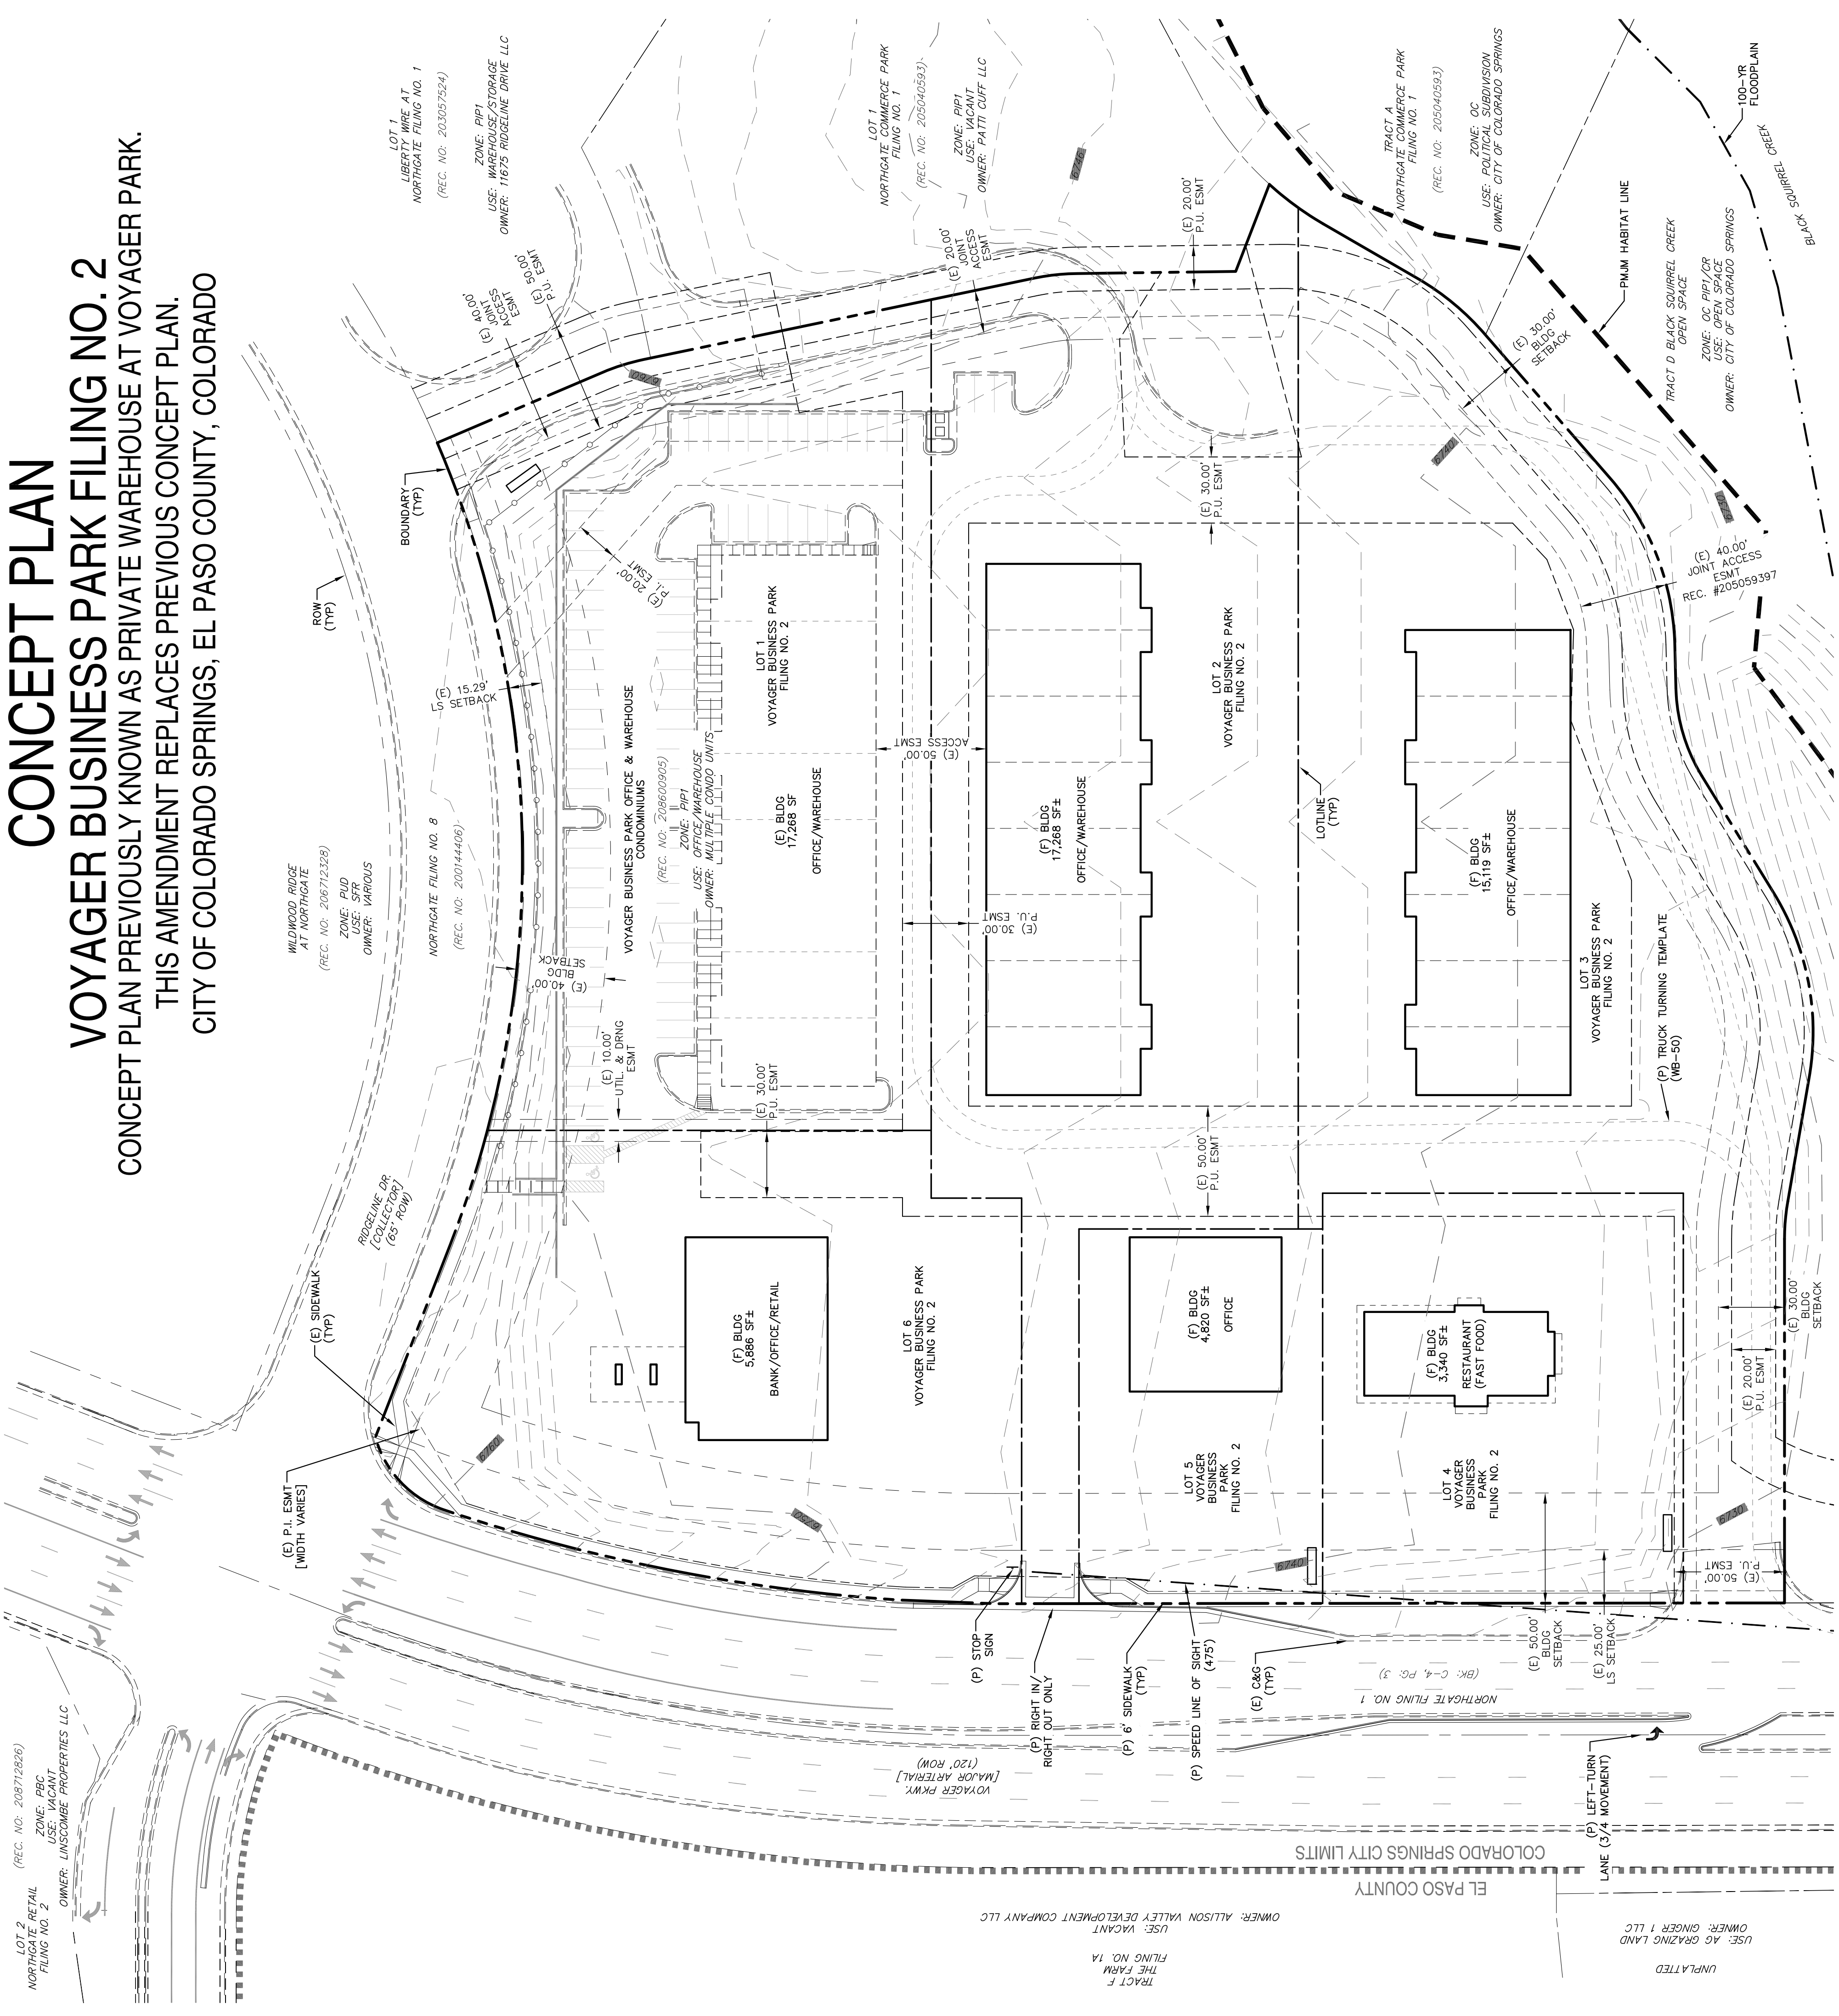 CONCEPT PLAN
VOYAGER BUSINESS PARK FILING NO. 2
CONCEPT PLAN PREVIOUSLY KNOWN AS PRIVATE WAREHOUSE AT VOYAGER PARK.
THIS AMENDMENT REPLACES PREVIOUS CONCEPT PLAN.
CITY OF COLORADO SPRINGS, EL PASO COUNTY, COLORADO
LOT 1
LIBERTY WIRE AT
NORTHGATE FILING NO. 1
(REC. NO: 203057524)
ZONE: PIP1
USE: WAREHOUSE/STORAGE
OWNER: 11675 RIDGELINE DRIVE LLC
LOT 1
NORTHGATE COMMERCE PARK
FILING NO. 1
(REC. NO: 205040593)
ZONE: PIP1
USE: VACANT
OWNER: PATTI CUFF LLC
6746
TRACT A
NORTHGATE COMMERCE PARK
FILING NO. 1
(REC. NO: 205040593)
ZONE: OC
USE: POLITICAL SUBDIVISION
OWNER: CITY OF COLORADO SPRINGS
100-YR
FLOODPLAIN
BLACK SQUIRREL CREEK
PMJM HABITAT LINE
TRACT D BLACK SQUIRREL CREEK
OPEN SPACE
ZONE: OC PIP1/CR
USE: OPEN SPACE
OWNER: CITY OF COLORADO SPRINGS
(E) 40.00'
JOINT
ACCESS
ESMT
(E) 50.00'
P.U. ESMT
(E) 20.00'
JOINT
ACCESS
ESMT
(E) 20.00'
P.U. ESMT
(E) 30.00'
BLDG
SETBACK
6760
6740
6730
BOUNDARY
(TYP)
ROW
(TYP)
(E) 20.00'
P.I. ESMT
(E) 30.00'
P.U. ESMT
(E) 40.00'
JOINT ACCESS
ESMT
REC. #205059397
(E) 15.29'
LS SETBACK
WILDWOOD RIDGE
AT NORTHGATE
(REC. NO: 206712328)
ZONE: PUD
USE: SFR
OWNER: VARIOUS
NORTHGATE FILING NO. 8
(REC. NO: 200144406)
(E) 40.00'
BLDG
SETBACK
VOYAGER BUSINESS PARK OFFICE & WAREHOUSE
CONDOMINIUMS
(REC. NO: 208600905)
ZONE: PIP1
USE: OFFICE/WAREHOUSE
OWNER: MULTIPLE CONDO UNITS
LOT 1
VOYAGER BUSINESS PARK
FILING NO. 2
(E) BLDG
17,268 SF
OFFICE/WAREHOUSE
(E) 50.00'
ACCESS ESMT
(E) 30.00'
P.U. ESMT
(F) BLDG
17,268 SF±
OFFICE/WAREHOUSE
LOT 2
VOYAGER BUSINESS PARK
FILING NO. 2
LOTLINE
(TYP)
(F) BLDG
15,119 SF±
OFFICE/WAREHOUSE
LOT 3
VOYAGER BUSINESS PARK
FILING NO. 2
(P) TRUCK TURNING TEMPLATE
(WB-50)
(E) 10.00'
UTIL. & DRNG
ESMT
(E) 30.00'
P.U. ESMT
(E) 50.00'
P.U. ESMT
RIDGELINE DR.
[COLLECTOR]
(65' ROW)
(E) SIDEWALK
(TYP)
(E) P.I. ESMT
[WIDTH VARIES]
6760
6750
6740
6730
(F) BLDG
5,886 SF±
BANK/OFFICE/RETAIL
LOT 6
VOYAGER BUSINESS PARK
FILING NO. 2
(F) BLDG
4,820 SF±
OFFICE
LOT 5
VOYAGER
BUSINESS
PARK
FILING NO. 2
(F) BLDG
3,340 SF±
RESTAURANT
(FAST FOOD)
LOT 4
VOYAGER
BUSINESS
PARK
FILING NO. 2
(E) 30.00'
BLDG
SETBACK
(E) 20.00'
P.U. ESMT
(E) 50.00'
P.U. ESMT
(P) STOP
SIGN
(P) RIGHT IN/
RIGHT OUT ONLY
(P) 6' SIDEWALK
(TYP)
(P) SPEED LINE OF SIGHT
(475')
(E) C&G
(TYP)
(E) 50.00'
BLDG
SETBACK
(E) 25.00'
LS SETBACK
NORTHGATE FILING NO. 1
(BK: C-4, PG: 3)
VOYAGER PKWY.
[MAJOR ARTERIAL]
(120' ROW)
(P) LEFT-TURN
LANE (3/4 MOVEMENT)
COLORADO SPRINGS CITY LIMITS
EL PASO COUNTY
LOT 2
NORTHGATE RETAIL
FILING NO. 2
(REC. NO: 208712826)
ZONE: PBC
USE: VACANT
OWNER: LINSCOMBE PROPERTIES LLC
TRACT F
THE FARM
FILING NO. 1A
USE: VACANT
OWNER: ALLISON VALLEY DEVELOPMENT COMPANY LLC
UNPLATTED
USE: AG GRAZING LAND
OWNER: GINGER 1 LLC